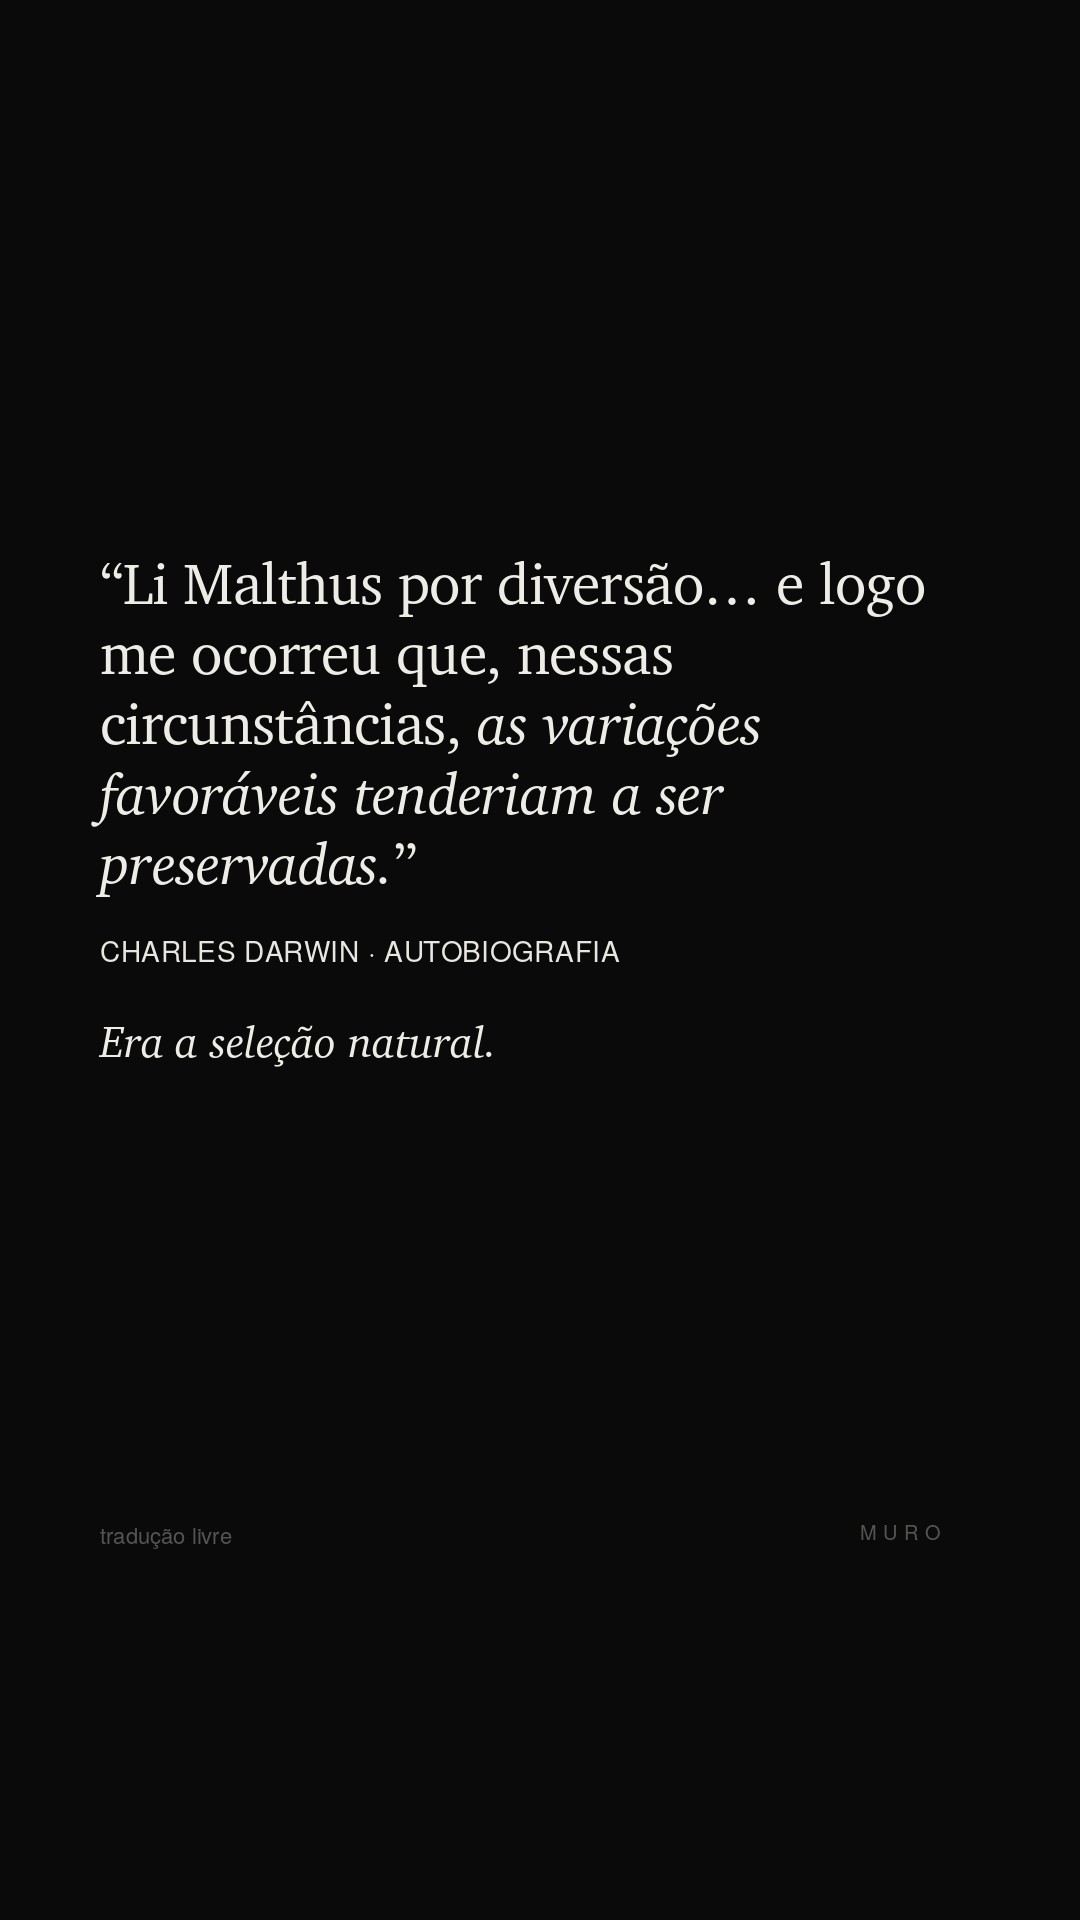 “Li Malthus por diversão… e logo
me ocorreu que, nessas
circunstâncias, as variações
favoráveis tenderiam a ser
preservadas.”
CHARLES DARWIN · AUTOBIOGRAFIA
Era a seleção natural.
tradução livre
MURO